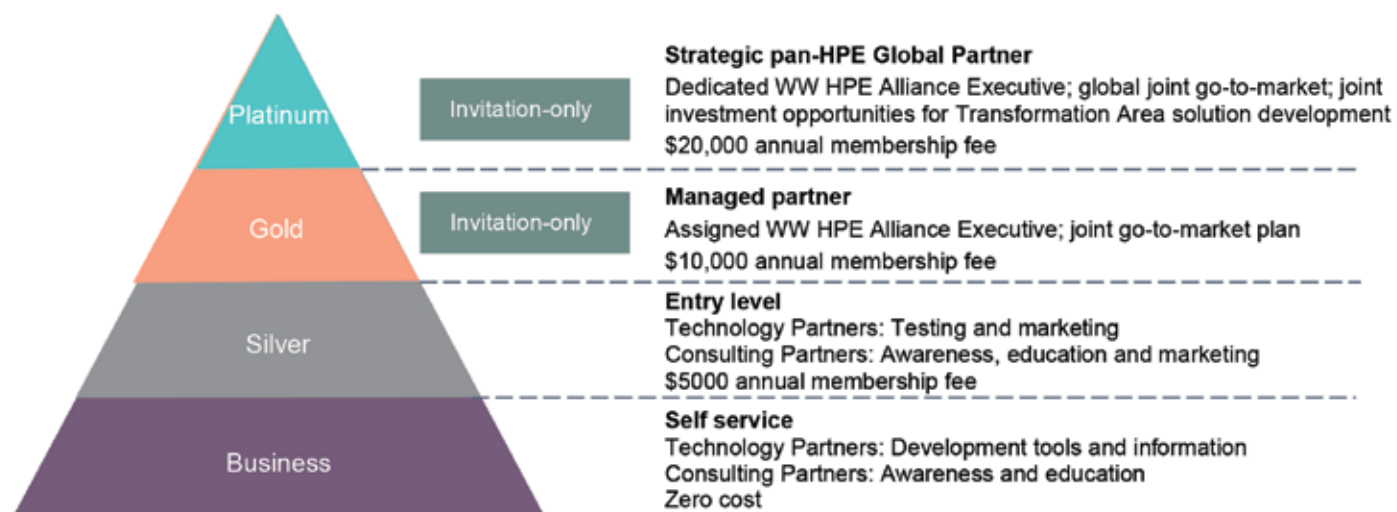 Platinum
Invitation-only
Strategic pan-HPE Global Partner
Dedicated WW HPE Alliance Executive; global joint go-to-market; joint
investment opportunities for Transformation Area solution development
$20,000 annual membership fee
Gold
Invitation-only
Managed partner
Assigned WW HPE Alliance Executive; joint go-to-market plan
$10,000 annual membership fee
Silver
Entry level
Technology Partners: Testing and marketing
Consulting Partners: Awareness, education and marketing
$5000 annual membership fee
Business
Self service
Technology Partners: Development tools and information
Consulting Partners: Awareness and education
Zero cost